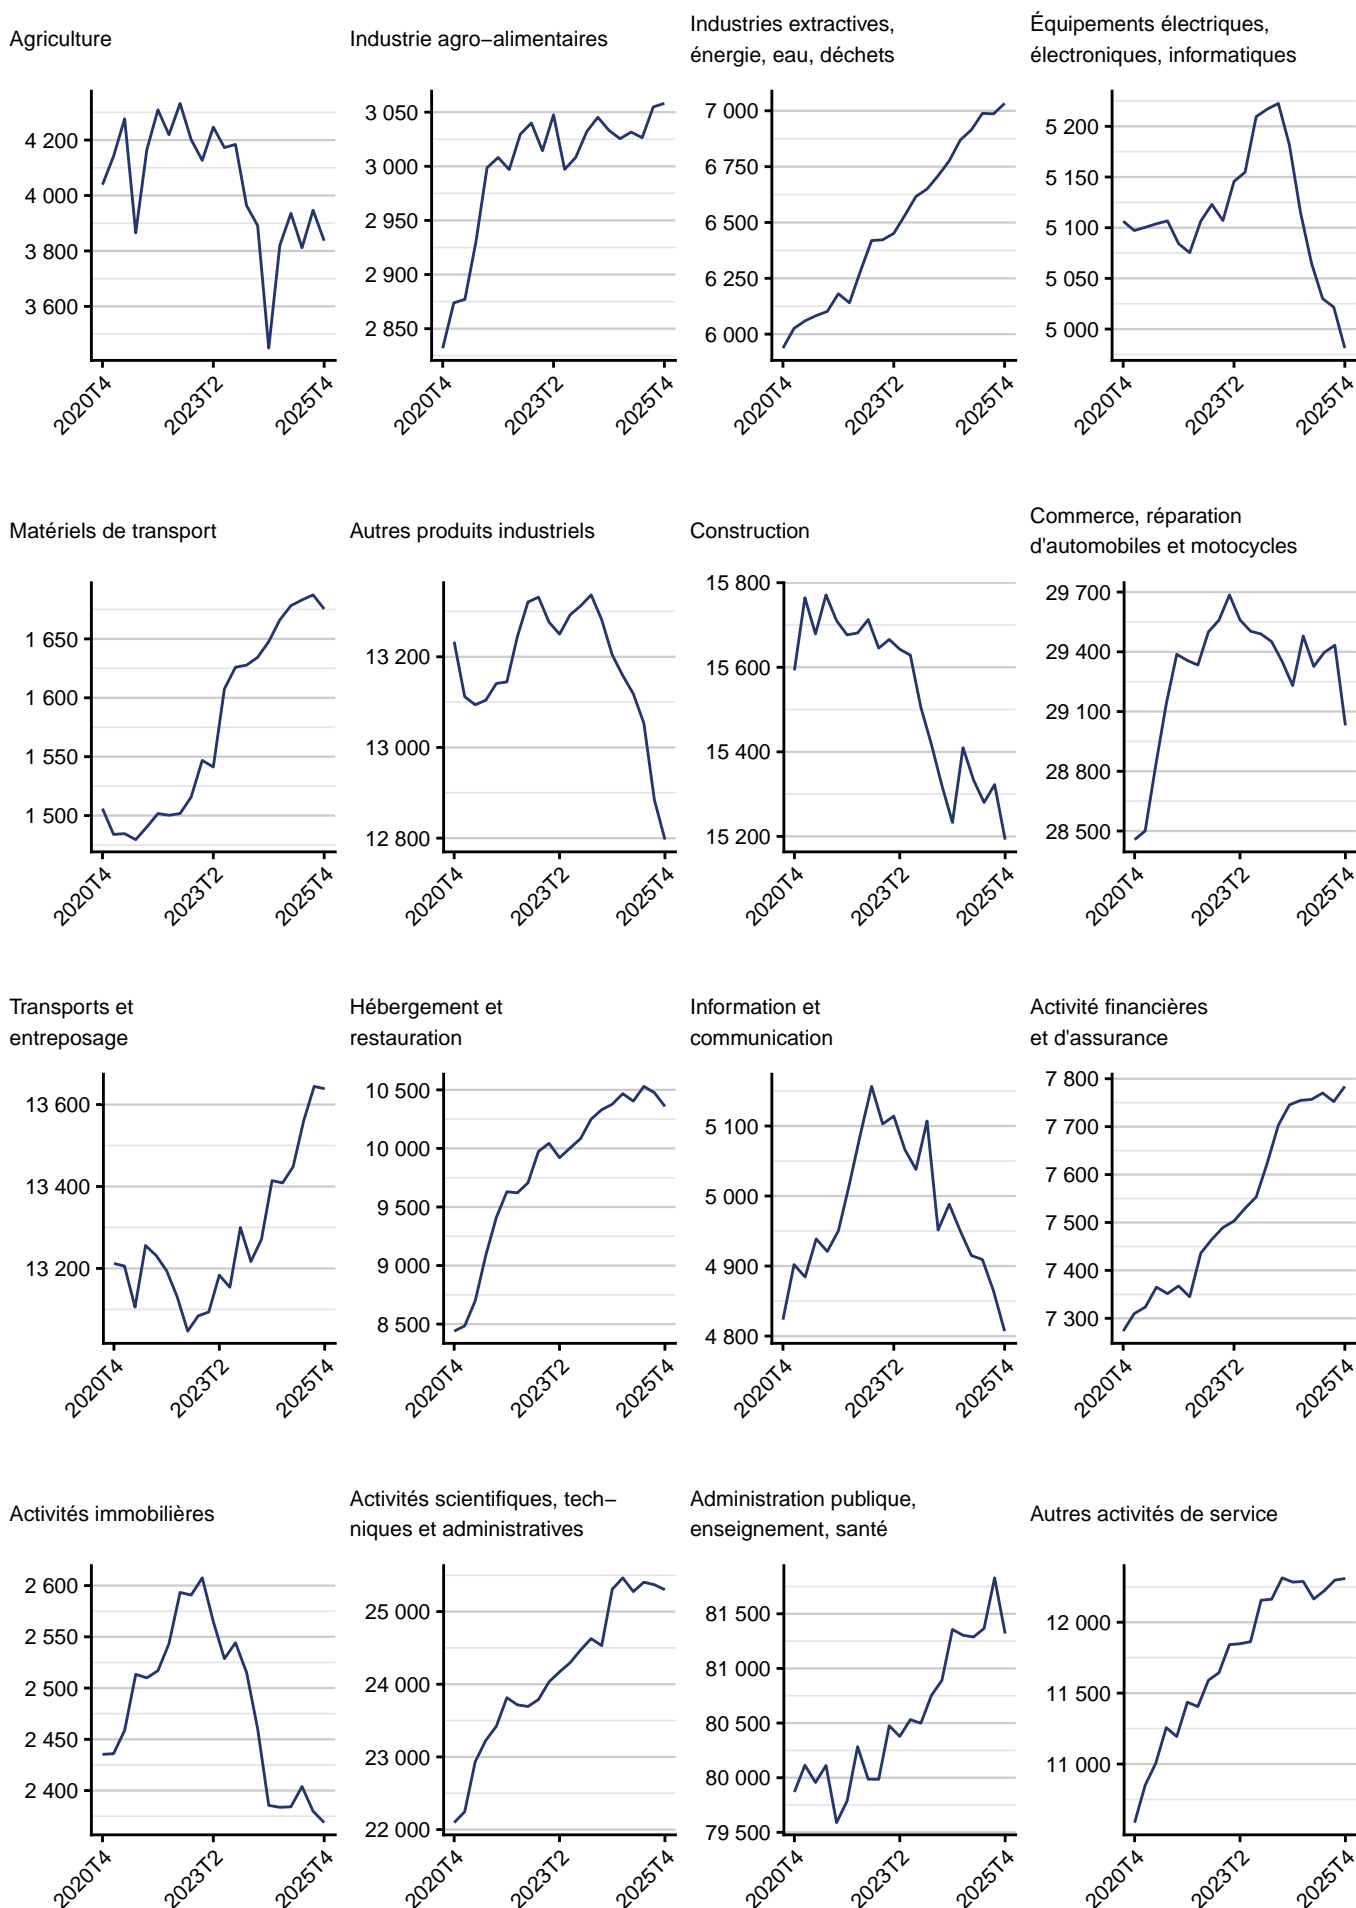 Agriculture
4 200
4 000
3 800
3 600
2020T4
2023T2
2025T4
Industrie agro−alimentaires
3 050
3 000
2 950
2 900
2 850
2020T4
2023T2
2025T4
Industries extractives,
énergie, eau, déchets
7 000
6 750
6 500
6 250
6 000
2020T4
2023T2
2025T4
Équipements électriques,
électroniques, informatiques
5 200
5 150
5 100
5 050
5 000
2020T4
2023T2
2025T4
Matériels de transport
1 650
1 600
1 550
1 500
2020T4
2023T2
2025T4
Autres produits industriels
13 200
13 000
12 800
2020T4
2023T2
2025T4
Construction
15 800
15 600
15 400
15 200
2020T4
2023T2
2025T4
Commerce, réparation
d'automobiles et motocycles
29 700
29 400
29 100
28 800
28 500
2020T4
2023T2
2025T4
Transports et
entreposage
13 600
13 400
13 200
2020T4
2023T2
2025T4
Hébergement et
restauration
10 500
10 000
9 500
9 000
8 500
2020T4
2023T2
2025T4
Information et
communication
5 100
5 000
4 900
4 800
2020T4
2023T2
2025T4
Activité financières
et d'assurance
7 800
7 700
7 600
7 500
7 400
7 300
2020T4
2023T2
2025T4
Activités immobilières
2 600
2 550
2 500
2 450
2 400
2020T4
2023T2
2025T4
Activités scientifiques, tech−
niques et administratives
25 000
24 000
23 000
22 000
2020T4
2023T2
2025T4
Administration publique,
enseignement, santé
81 500
81 000
80 500
80 000
79 500
2020T4
2023T2
2025T4
Autres activités de service
12 000
11 500
11 000
2020T4
2023T2
2025T4